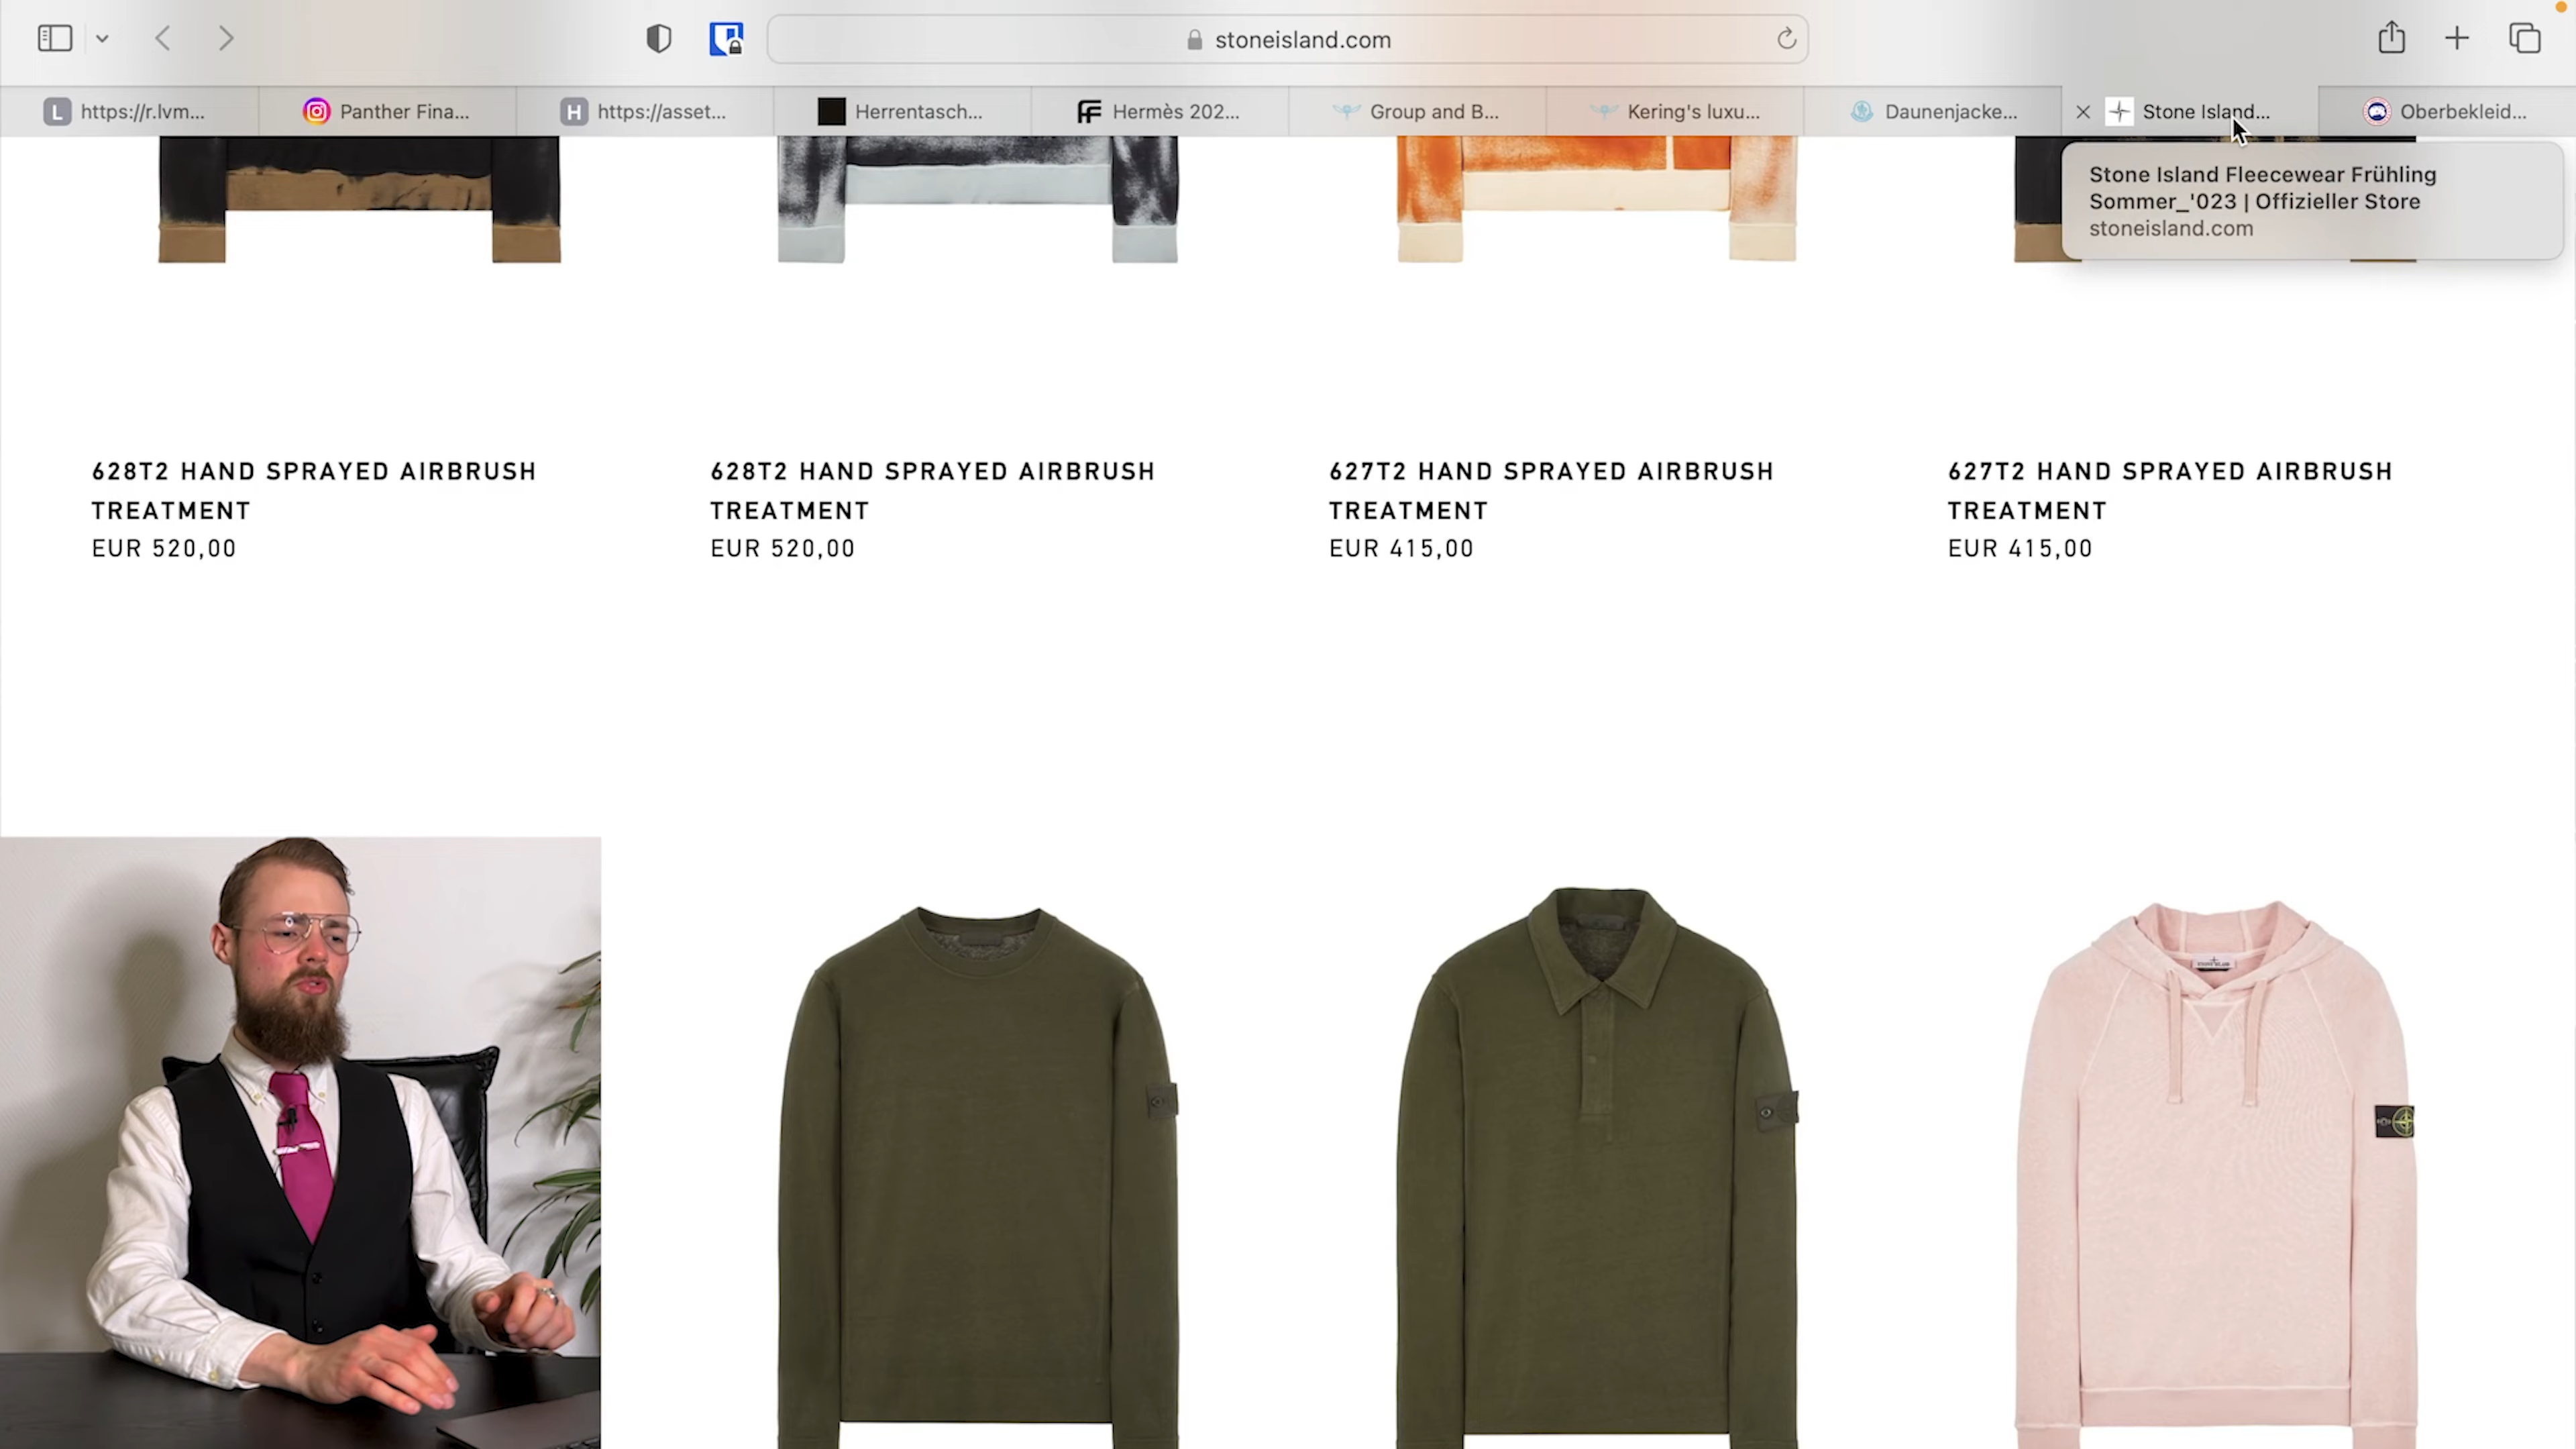 stoneisland.com
https://r.lvm...
Panther Fina...
https://asset...
Herrentasch...
Hermès 202...
Group and B...
Kering's luxu...
Daunenjacke...
Stone Island...
Oberbekleid...
Stone Island Fleecewear Frühling
Sommer_'023 | Offizieller Store
stoneisland.com
628T2 HAND SPRAYED AIRBRUSH
TREATMENT
EUR 520,00
628T2 HAND SPRAYED AIRBRUSH
TREATMENT
EUR 520,00
627T2 HAND SPRAYED AIRBRUSH
TREATMENT
EUR 415,00
627T2 HAND SPRAYED AIRBRUSH
TREATMENT
EUR 415,00